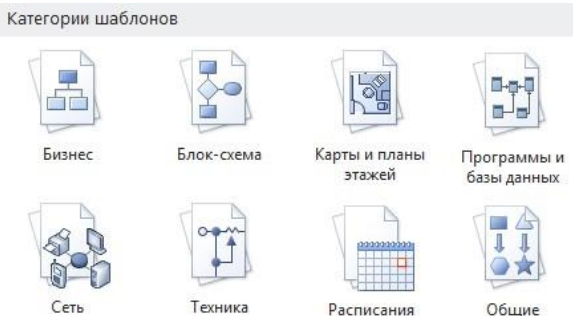 Категории шаблонов
Бизнес
Блок-схема
Карты и планы
этажей
Программы и
базы данных
Сеть
Техника
Расписания
Общие